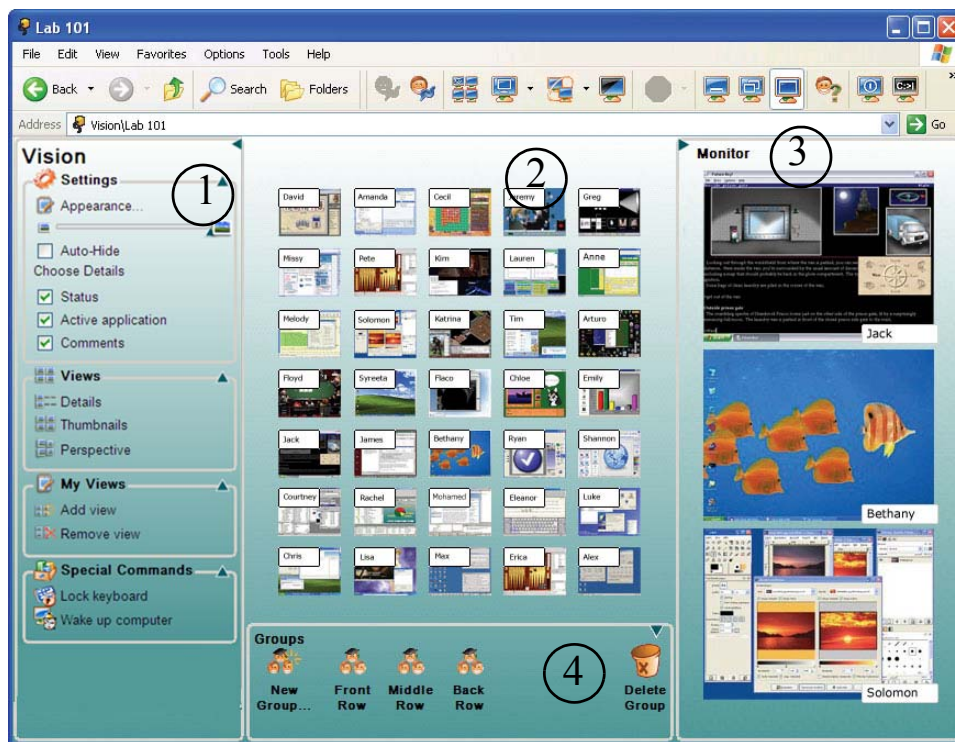 Lab 101
File Edit View Favorites Options Tools Help
Back Search Folders
Address Vision\Lab 101 Go
Vision
1
Settings
Appearance...
Auto-Hide
Choose Details
Status
Active application
Comments
Views
Details
Thumbnails
Perspective
My Views
Add view
Remove view
Special Commands
Lock keyboard
Wake up computer
2
David Amanda Cecil Jeremy Greg
Missy Pete Kim Lauren Anne
Melody Solomon Katrina Tim Arturo
Floyd Syreeta Flaco Chloe Emily
Jack James Bethany Ryan Shannon
Courtney Rachel Mohamed Eleanor Luke
Chris Lisa Max Erica Alex
Groups
4
New Group...
Front Row
Middle Row
Back Row
Delete Group
Monitor
3
Jack
Bethany
Solomon